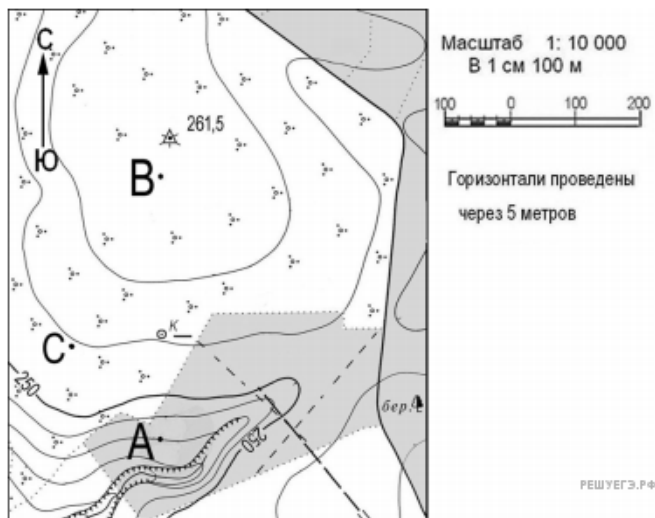 С
Ю
261,5
В
К
С
250
А
250
бер.
Масштаб 1: 10 000
В 1 см 100 м
100 0 100 200
Горизонтали проведены
через 5 метров
РЕШУЕГЭ.РФ